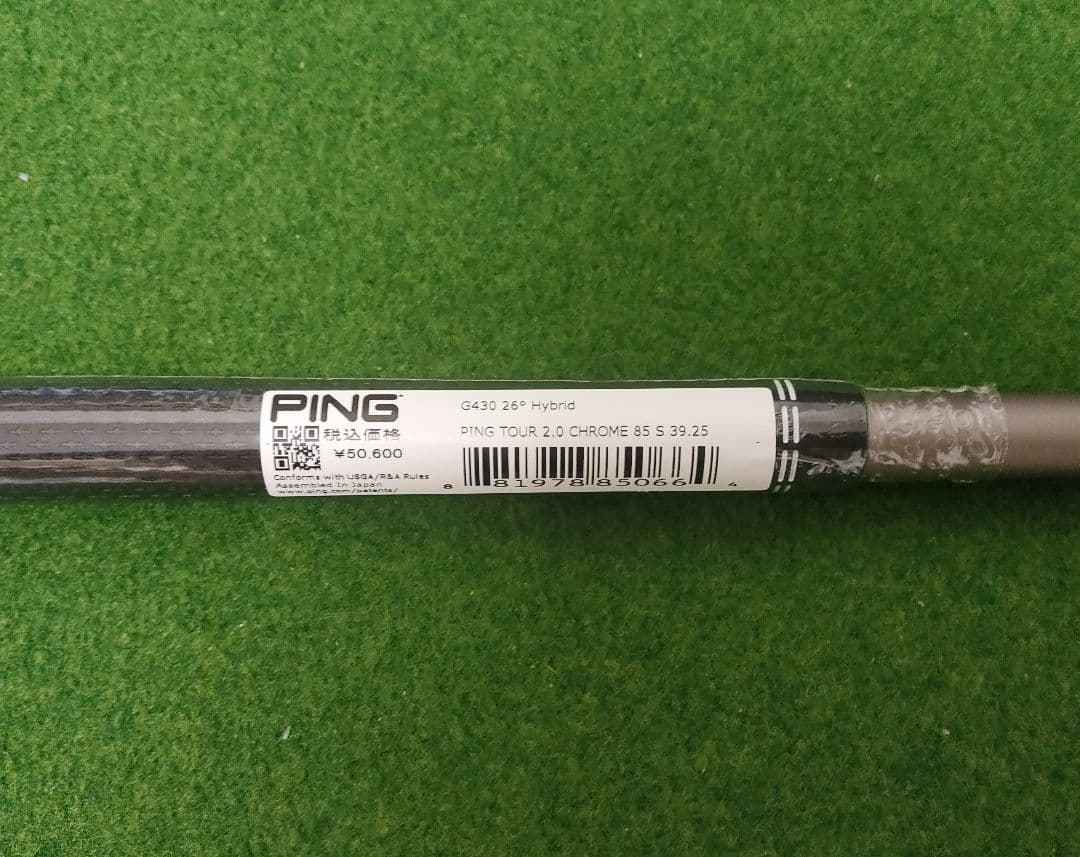 PING
税込価格
¥50,600
Conforms with USGA/R&A Rules
Assembled In Japan
www.ping.com/patents/
G430 26° Hybrid
PING TOUR 2.0 CHROME 85 S 39.25
8 81978 85066 4